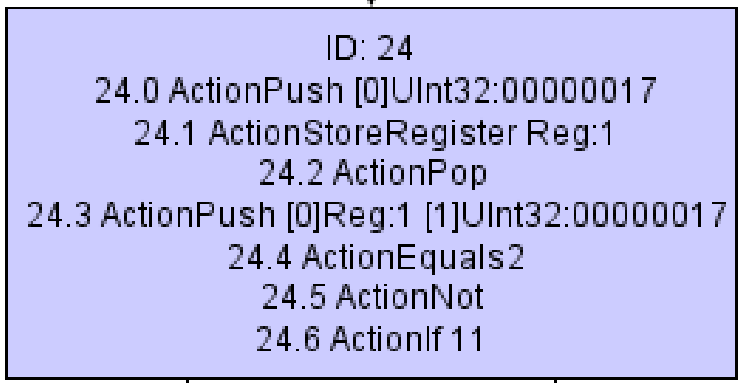 ID: 24
24.0 ActionPush [0]UInt32:00000017
24.1 ActionStoreRegister Reg:1
24.2 ActionPop
24.3 ActionPush [0]Reg:1 [1]UInt32:00000017
24.4 ActionEquals2
24.5 ActionNot
24.6 ActionIf 11